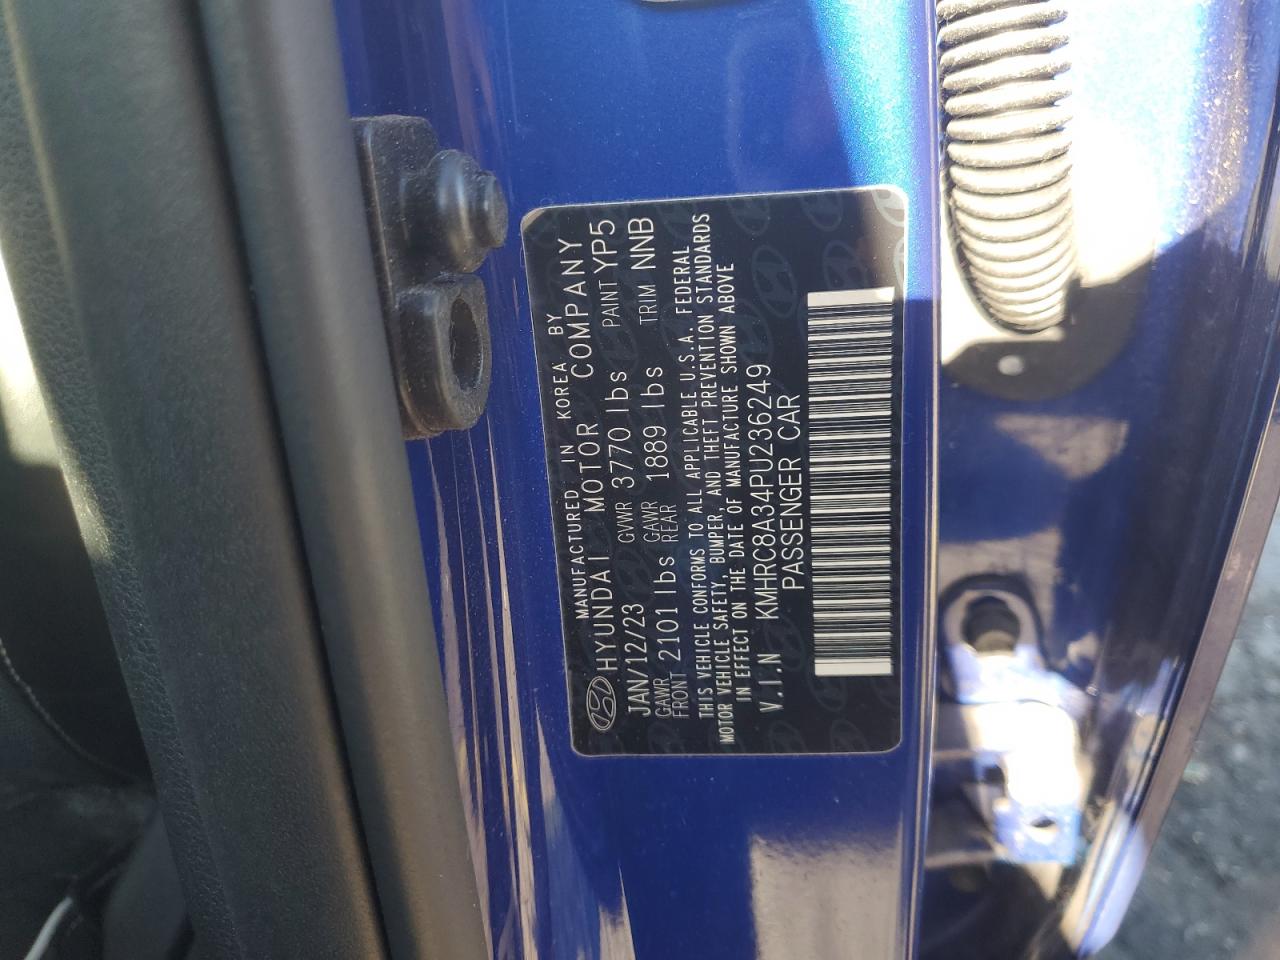 MANUFACTURED IN KOREA BY
HYUNDAI MOTOR COMPANY
JAN/12/23 GVWR 3770 lbs PAINT YP5
GAWR FRONT 2101 lbs GAWR REAR 1889 lbs TRIM NNB
THIS VEHICLE CONFORMS TO ALL APPLICABLE U.S.A. FEDERAL
MOTOR VEHICLE SAFETY, BUMPER, AND THEFT PREVENTION STANDARDS
IN EFFECT ON THE DATE OF MANUFACTURE SHOWN ABOVE
V.I.N KMHRC8A34PU236249
PASSENGER CAR